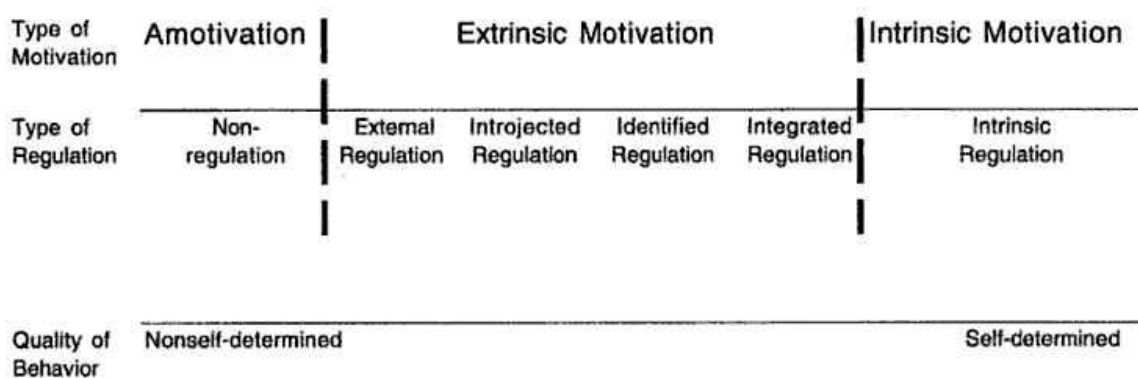 Type of Motivation
Amotivation
Extrinsic Motivation
Intrinsic Motivation
Type of Regulation
Non-regulation
External Regulation
Introjected Regulation
Identified Regulation
Integrated Regulation
Intrinsic Regulation
Quality of Behavior
Nonself-determined
Self-determined